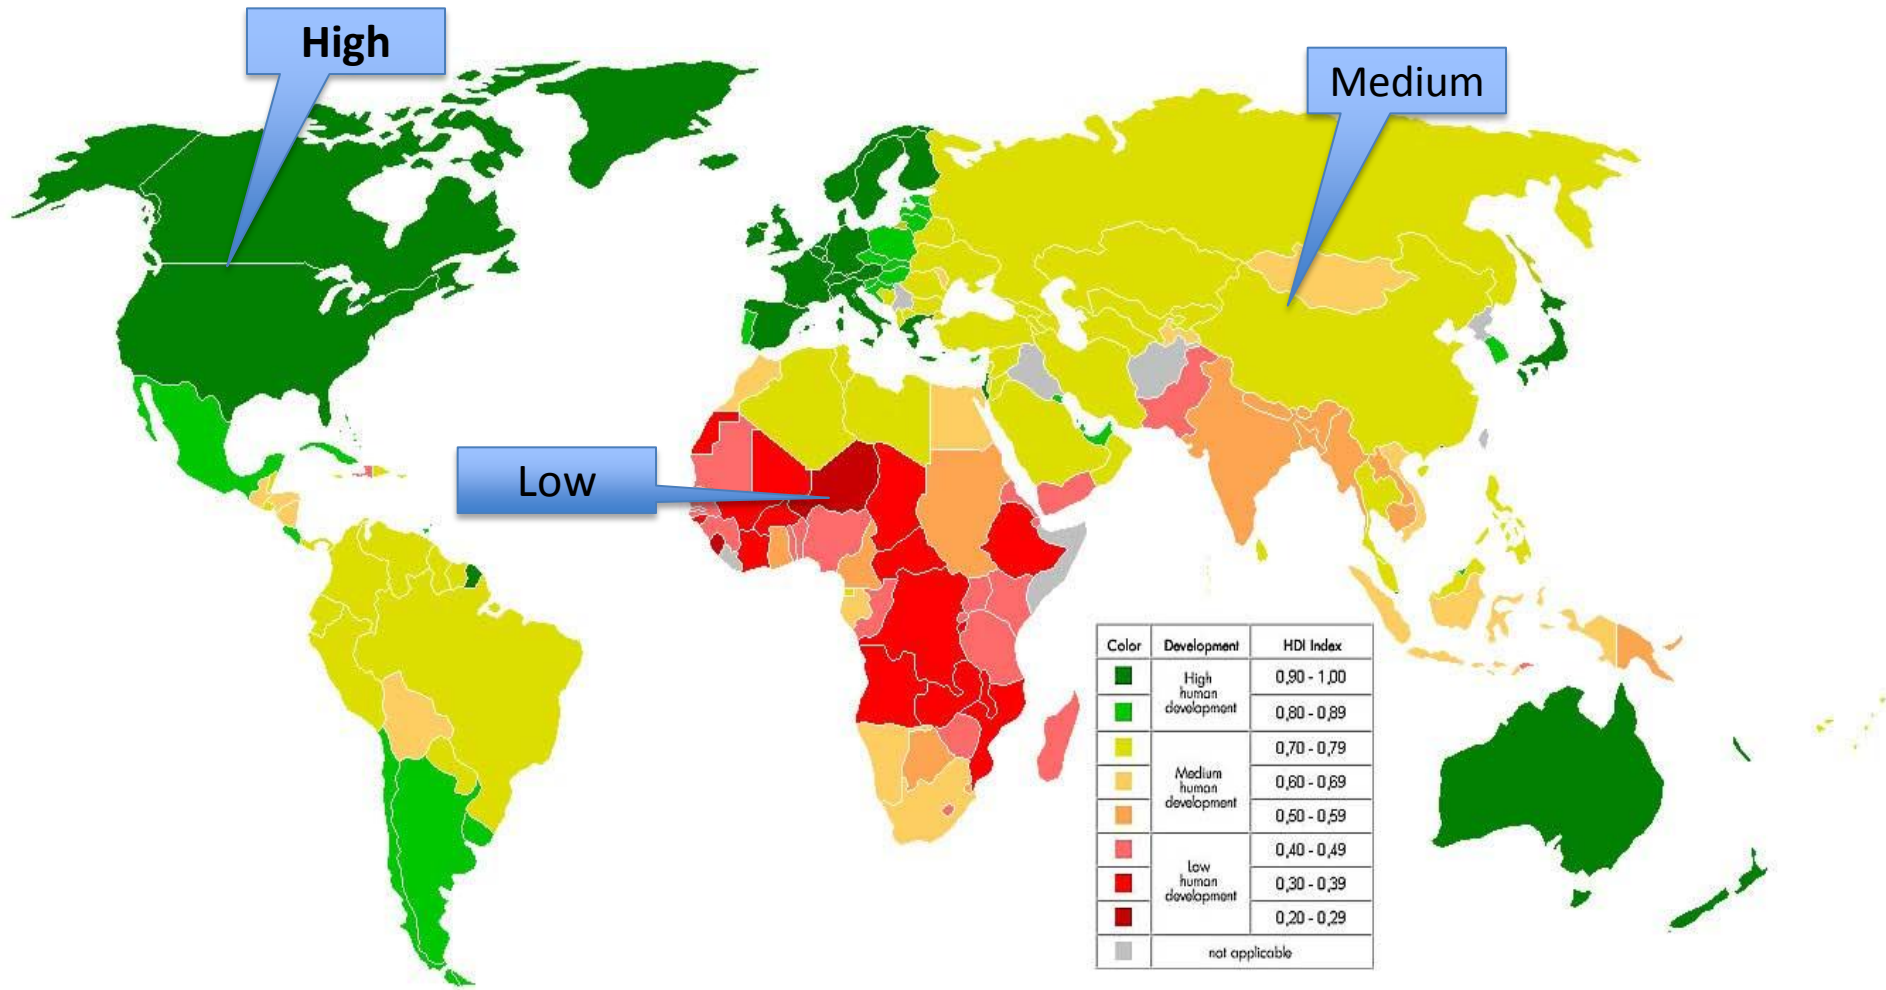 High
Medium
Low
Color Development HDI Index
High
human
development
0,90 - 1,00
0,80 - 0,89
Medium
human
development
0,70 - 0,79
0,60 - 0,69
0,50 - 0,59
Low
human
development
0,40 - 0,49
0,30 - 0,39
0,20 - 0,29
not applicable